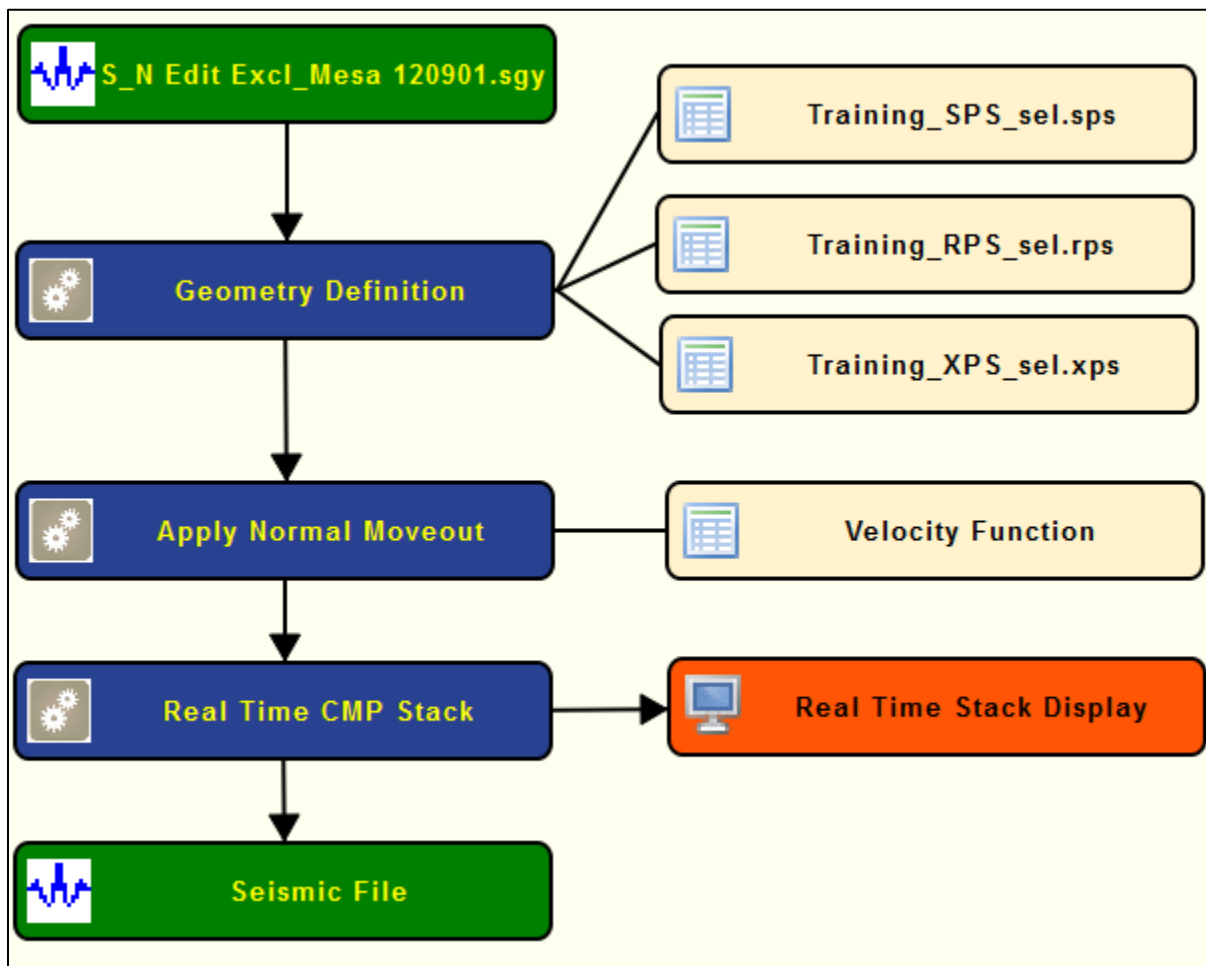 S_N Edit Excl_Mesa 120901.sgy
Training_SPS_sel.sps
Training_RPS_sel.rps
Geometry Definition
Training_XPS_sel.xps
Apply Normal Moveout
Velocity Function
Real Time CMP Stack
Real Time Stack Display
Seismic File